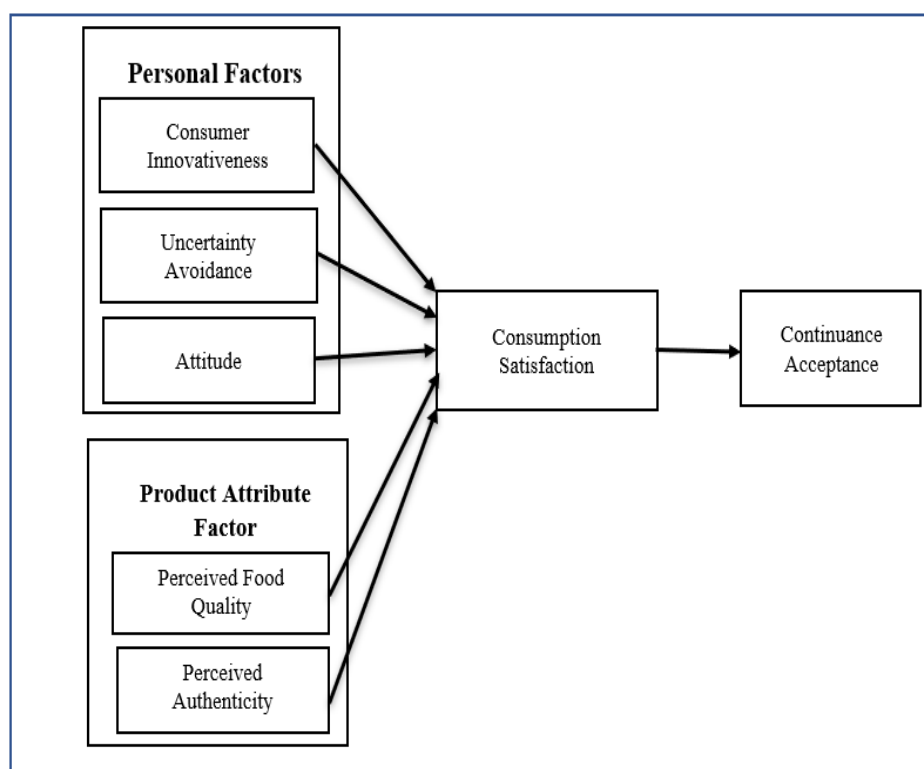 Personal Factors
Consumer
Innovativeness
Uncertainty
Avoidance
Attitude
Product Attribute
Factor
Perceived Food
Quality
Perceived
Authenticity
Consumption
Satisfaction
Continuance
Acceptance